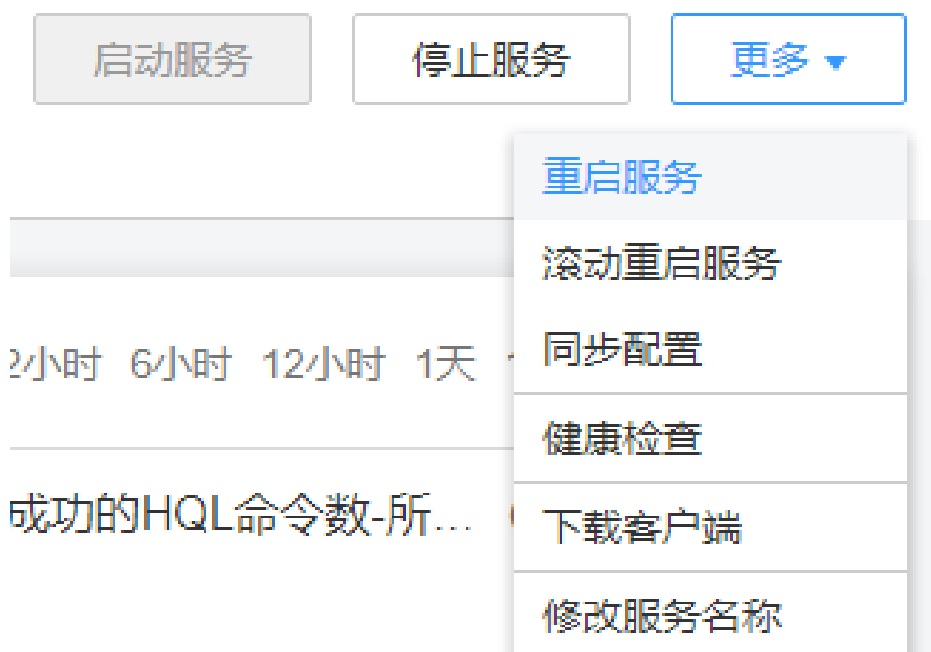 启动服务 停止服务 更多
重启服务
滚动重启服务
2小时 6小时 12小时 1天
同步配置
健康检查
成功的HQL命令数-所...
下载客户端
修改服务名称